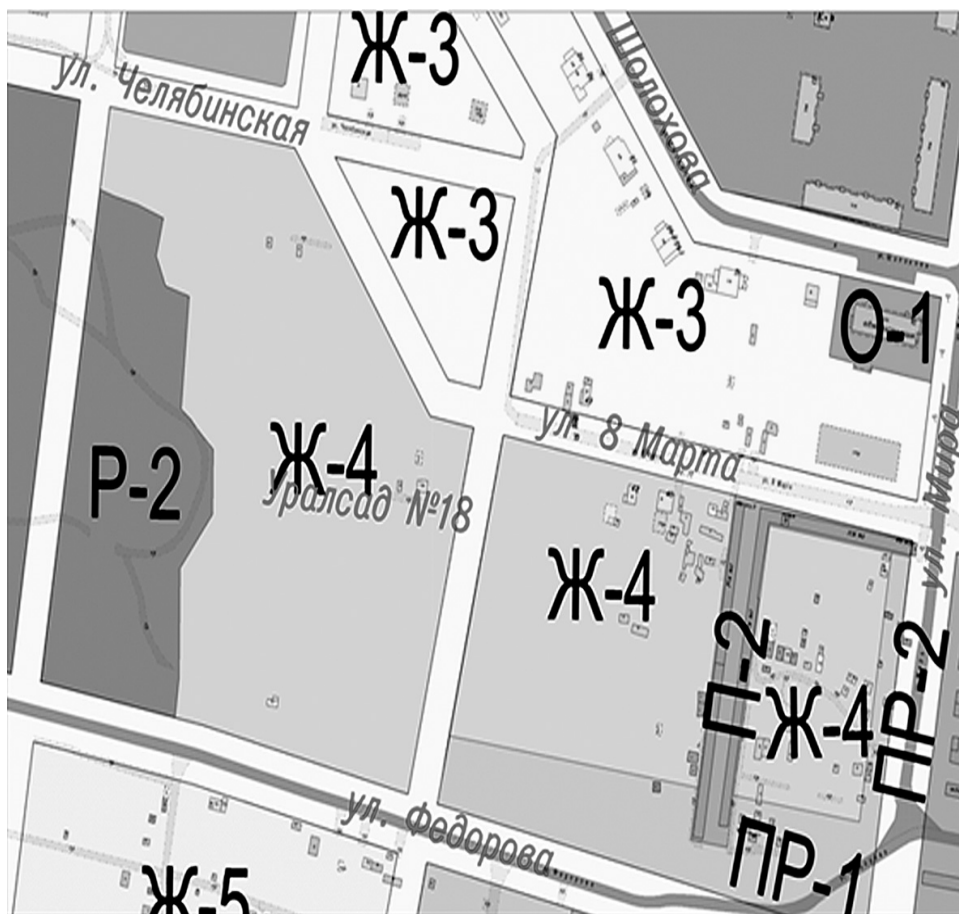 Ж-3
ул. Челябинская
Шолохова
Ж-3
Ж-3
О-1
ул. 8 Марта
ул. Мира
Р-2
Ж-4
Уралсад №18
Ж-4
П-2
Ж-4
ПР-2
ул. Федорова
ПР-1
Ж-5